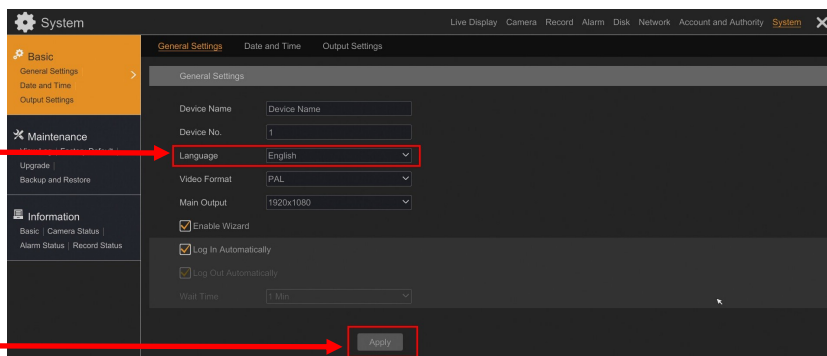 System
Live Display Camera Record Alarm Disk Network Account and Authority System
General Settings Date and Time Output Settings
Basic
General Settings |
Date and Time
Output Settings
General Settings
Device Name Device Name
Device No. 1
Language English
Video Format PAL
Main Output 1920x1080
Enable Wizard
Log In Automatically
Log Out Automatically
Wait Time 1 Min
Apply
Maintenance
Upgrade |
Backup and Restore
Information
Basic | Camera Status |
Alarm Status | Record Status